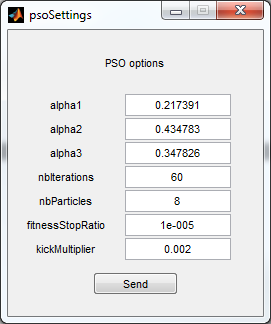 psoSettings
PSO options
alpha1 0.217391
alpha2 0.434783
alpha3 0.347826
nbIterations 60
nbParticles 8
fitnessStopRatio 1e-005
kickMultiplier 0.002
Send